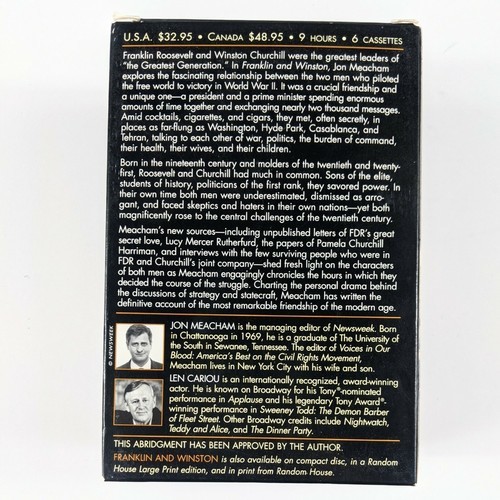 U.S.A. $32.95 • CANADA $48.95 • 9 HOURS • 6 CASSETTES
Franklin Roosevelt and Winston Churchill were the greatest leaders of
"the Greatest Generation." In Franklin and Winston, Jon Meacham
explores the fascinating relationship between the two men who piloted
the free world to victory in World War II. It was a crucial friendship and
a unique one—a president and a prime minister spending enormous
amounts of time together and exchanging nearly two thousand messages.
Amid cocktails, cigarettes, and cigars, they met, often secretly, in
places as far-flung as Washington, Hyde Park, Casablanca, and
Tehran, talking to each other of war, politics, the burden of command,
their health, their wives, and their children.
Born in the nineteenth century and molders of the twentieth and twenty-
first, Roosevelt and Churchill had much in common. Sons of the elite,
students of history, politicians of the first rank, they savored power. In
their own time both men were underestimated, dismissed as arro-
gant, and faced skeptics and haters in their own nations—yet both
magnificently rose to the central challenges of the twentieth century.
Meacham's new sources—including unpublished letters of FDR's great
secret love, Lucy Mercer Rutherfurd, the papers of Pamela Churchill
Harriman, and interviews with the few surviving people who were in
FDR and Churchill's joint company—shed fresh light on the characters
of both men as Meacham engagingly chronicles the hours in which they
decided the course of the struggle. Charting the personal drama behind
the discussions of strategy and statecraft, Meacham has written the
definitive account of the most remarkable friendship of the modern age.
© NEWSWEEK
JON MEACHAM is the managing editor of Newsweek. Born
in Chattanooga in 1969, he is a graduate of The University of
the South in Sewanee, Tennessee. The editor of Voices in Our
Blood: America's Best on the Civil Rights Movement,
Meacham lives in New York City with his wife and son.
LEN CARIOU is an internationally recognized, award-winning
actor. He is known on Broadway for his Tony®-nominated
performance in Applause and his legendary Tony Award®-
winning performance in Sweeney Todd: The Demon Barber
of Fleet Street. Other Broadway credits include Nightwatch,
Teddy and Alice, and The Dinner Party.
THIS ABRIDGMENT HAS BEEN APPROVED BY THE AUTHOR.
FRANKLIN AND WINSTON is also available on compact disc, in a Random
House Large Print edition, and in print from Random House.